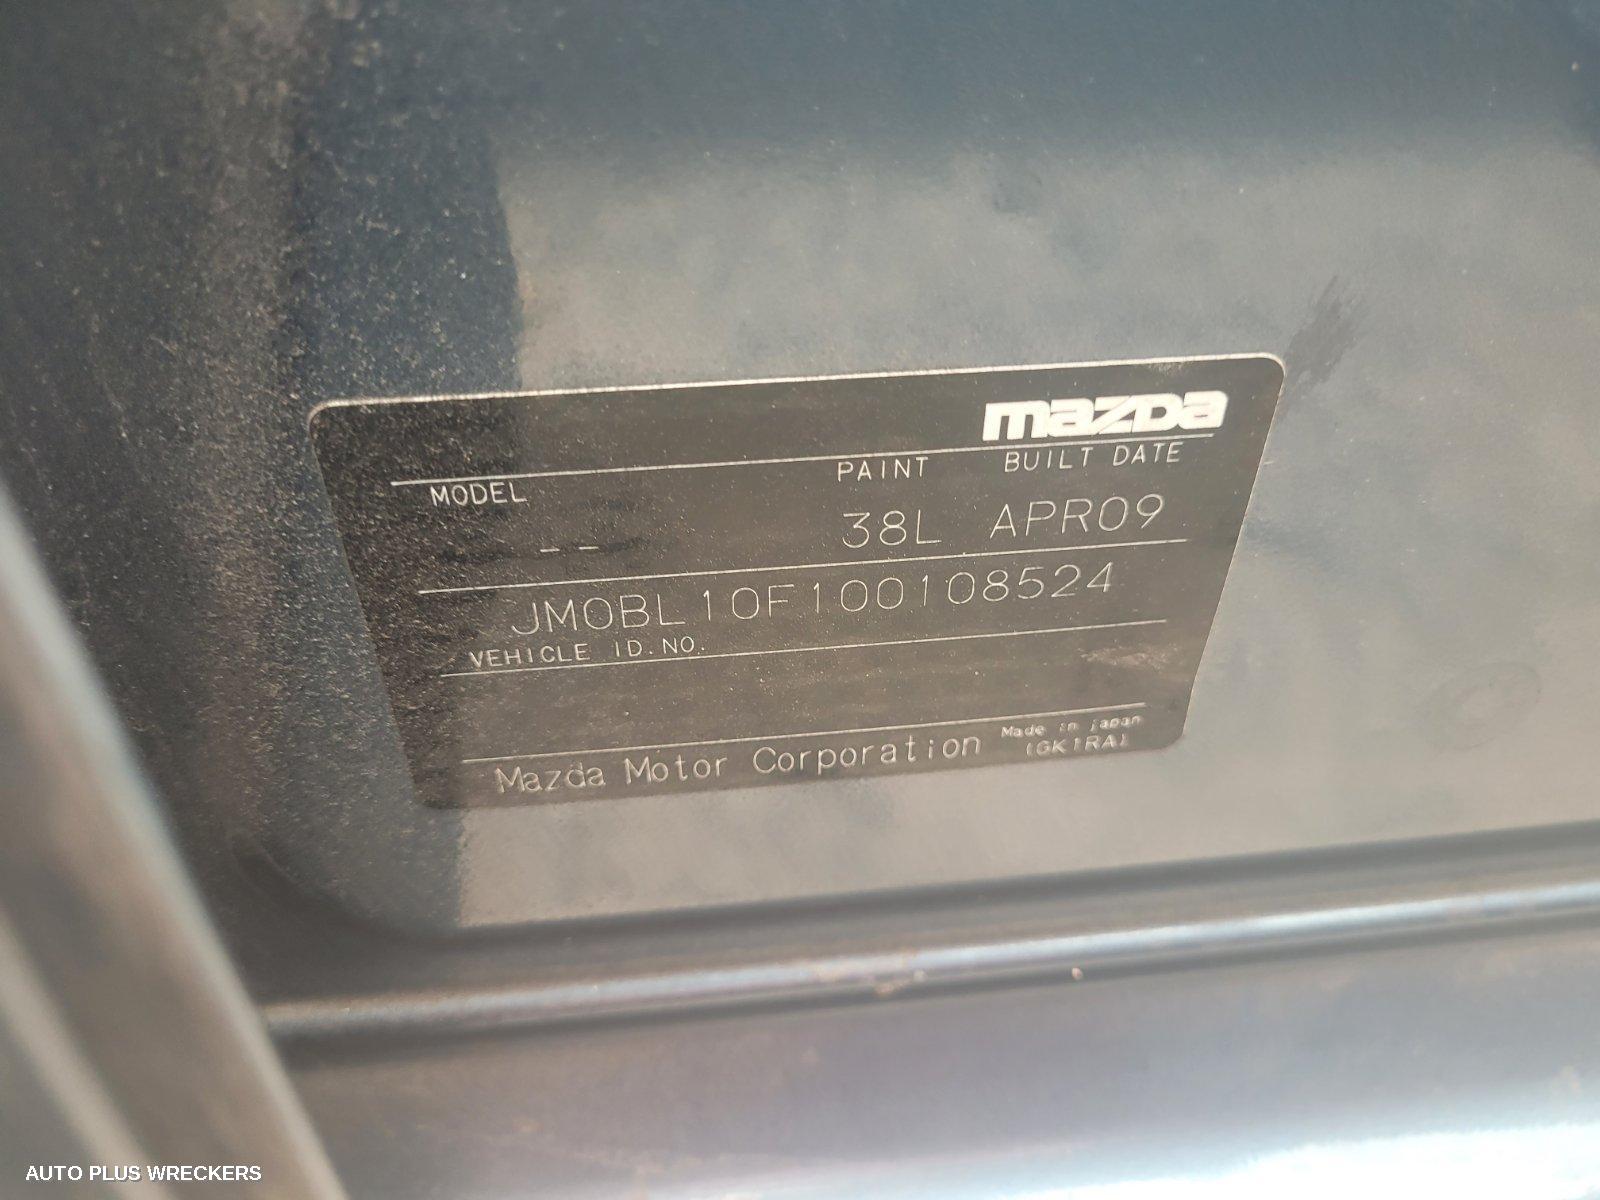 mazda
MODEL PAINT BUILT DATE
-- 38L APR09
JM0BL10F100108524
VEHICLE ID.NO.
Mazda Motor Corporation Made in japan
(GK1RA)
AUTO PLUS WRECKERS